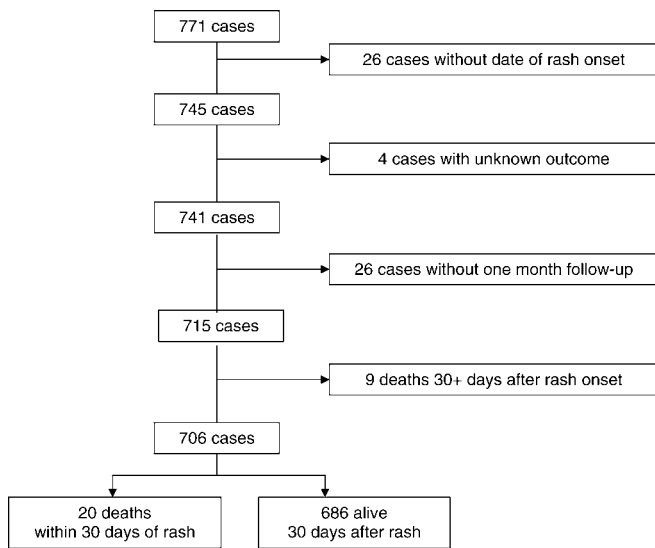 771 cases
26 cases without date of rash onset
745 cases
4 cases with unknown outcome
741 cases
26 cases without one month follow-up
715 cases
9 deaths 30+ days after rash onset
706 cases
20 deaths
within 30 days of rash
686 alive
30 days after rash